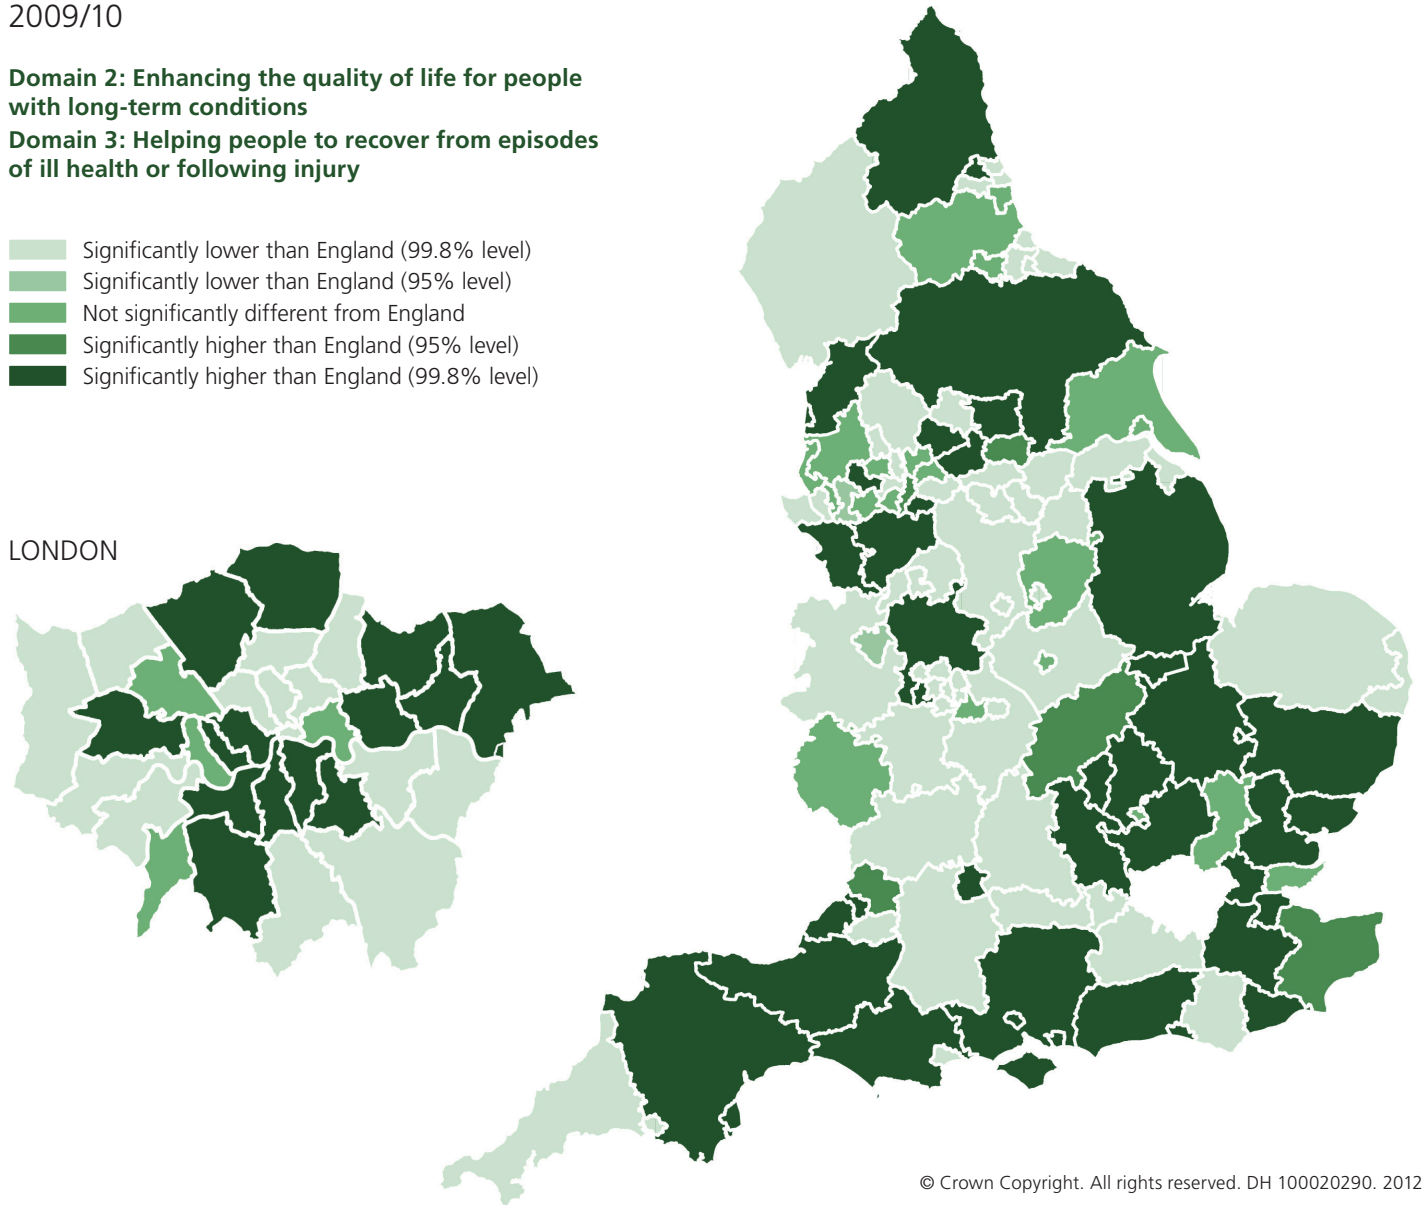 2009/10
Domain 2: Enhancing the quality of life for people
with long-term conditions
Domain 3: Helping people to recover from episodes
of ill health or following injury
Significantly lower than England (99.8% level)
Significantly lower than England (95% level)
Not significantly different from England
Significantly higher than England (95% level)
Significantly higher than England (99.8% level)
LONDON
© Crown Copyright. All rights reserved. DH 100020290. 2012